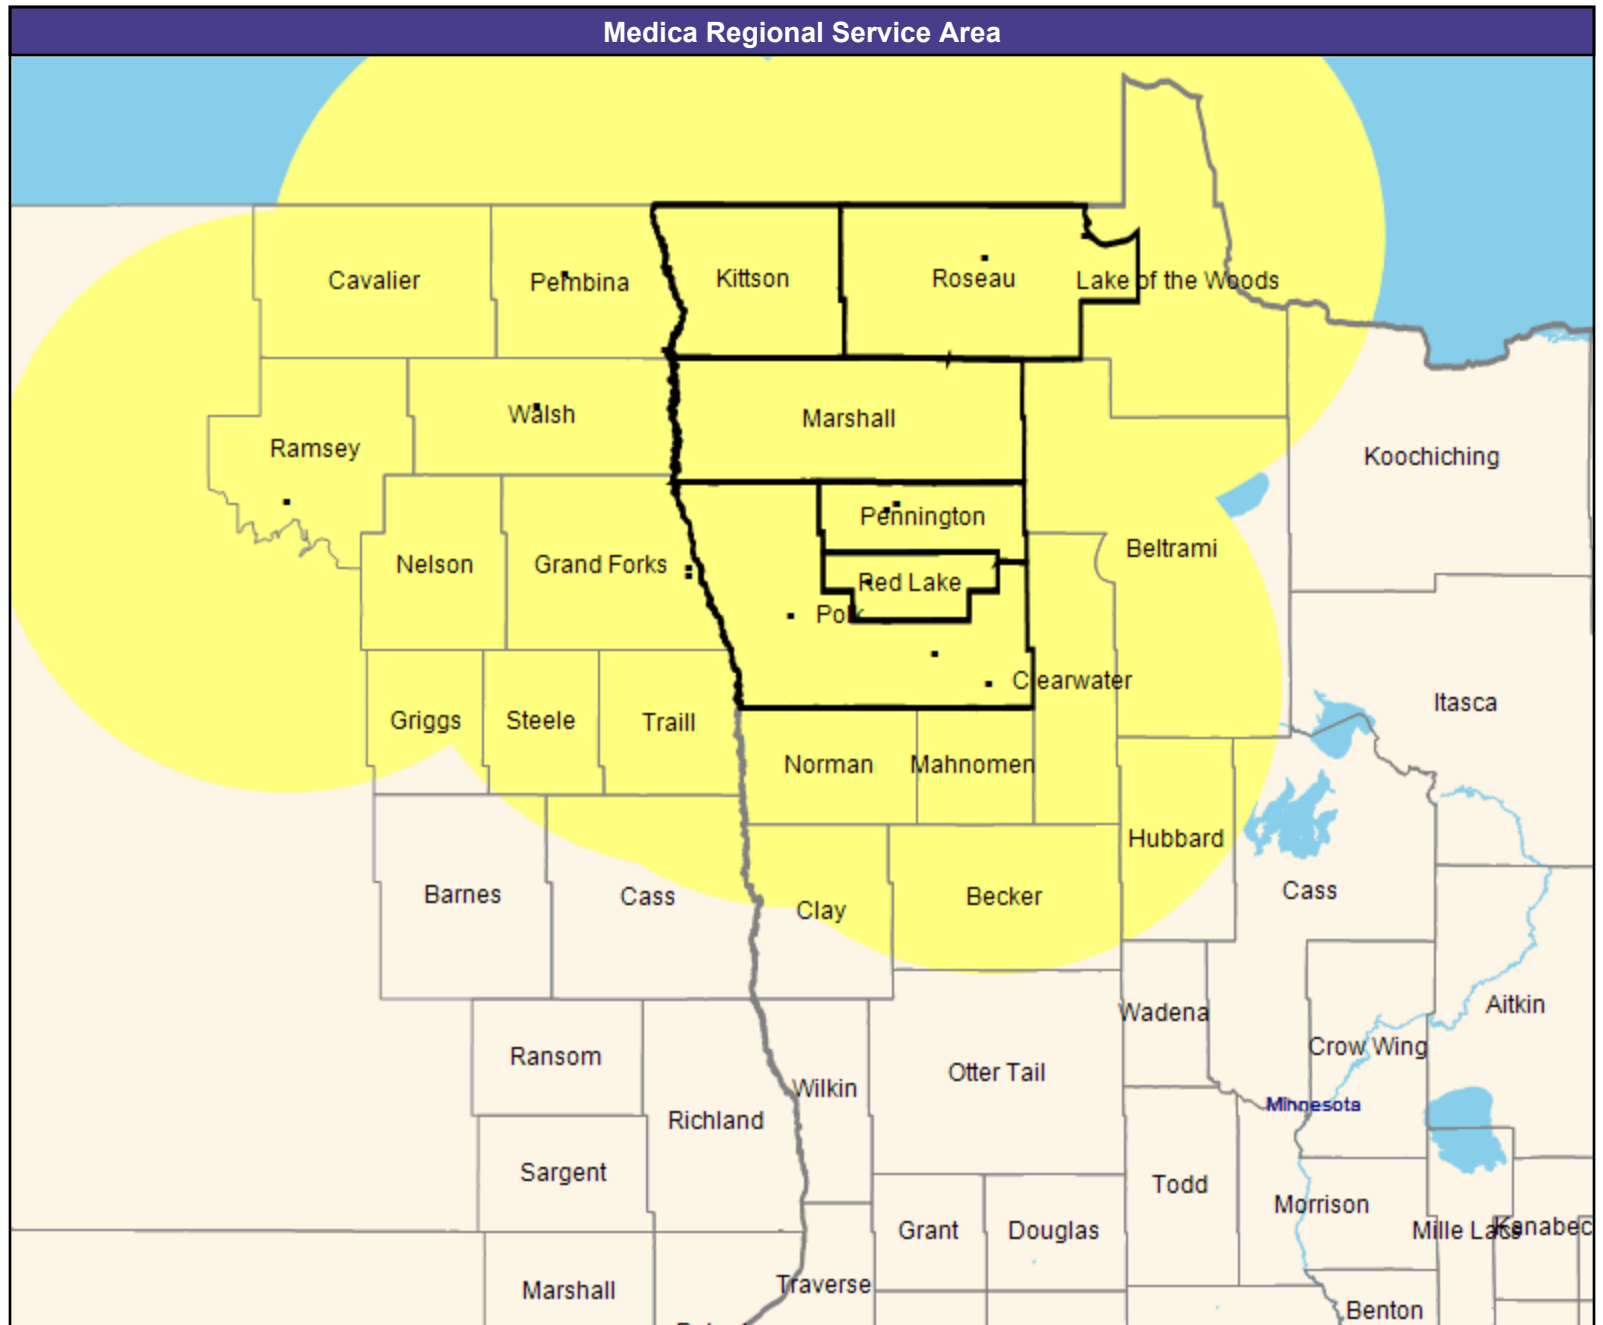 Medica Regional Service Area
Cavalier
Pembina
Kittson
Roseau
Lake of the Woods
Walsh
Marshall
Ramsey
Koochiching
Pennington
Beltrami
Nelson
Grand Forks
Red Lake
Polk
Clearwater
Itasca
Griggs
Steele
Traill
Norman
Mahnomen
Hubbard
Barnes
Cass
Clay
Becker
Cass
Aitkin
Wadena
Crow Wing
Ransom
Otter Tail
Wilkin
Minnesota
Richland
Sargent
Todd
Morrison
Grant
Douglas
Mille Lacs
Kanabec
Marshall
Traverse
Benton